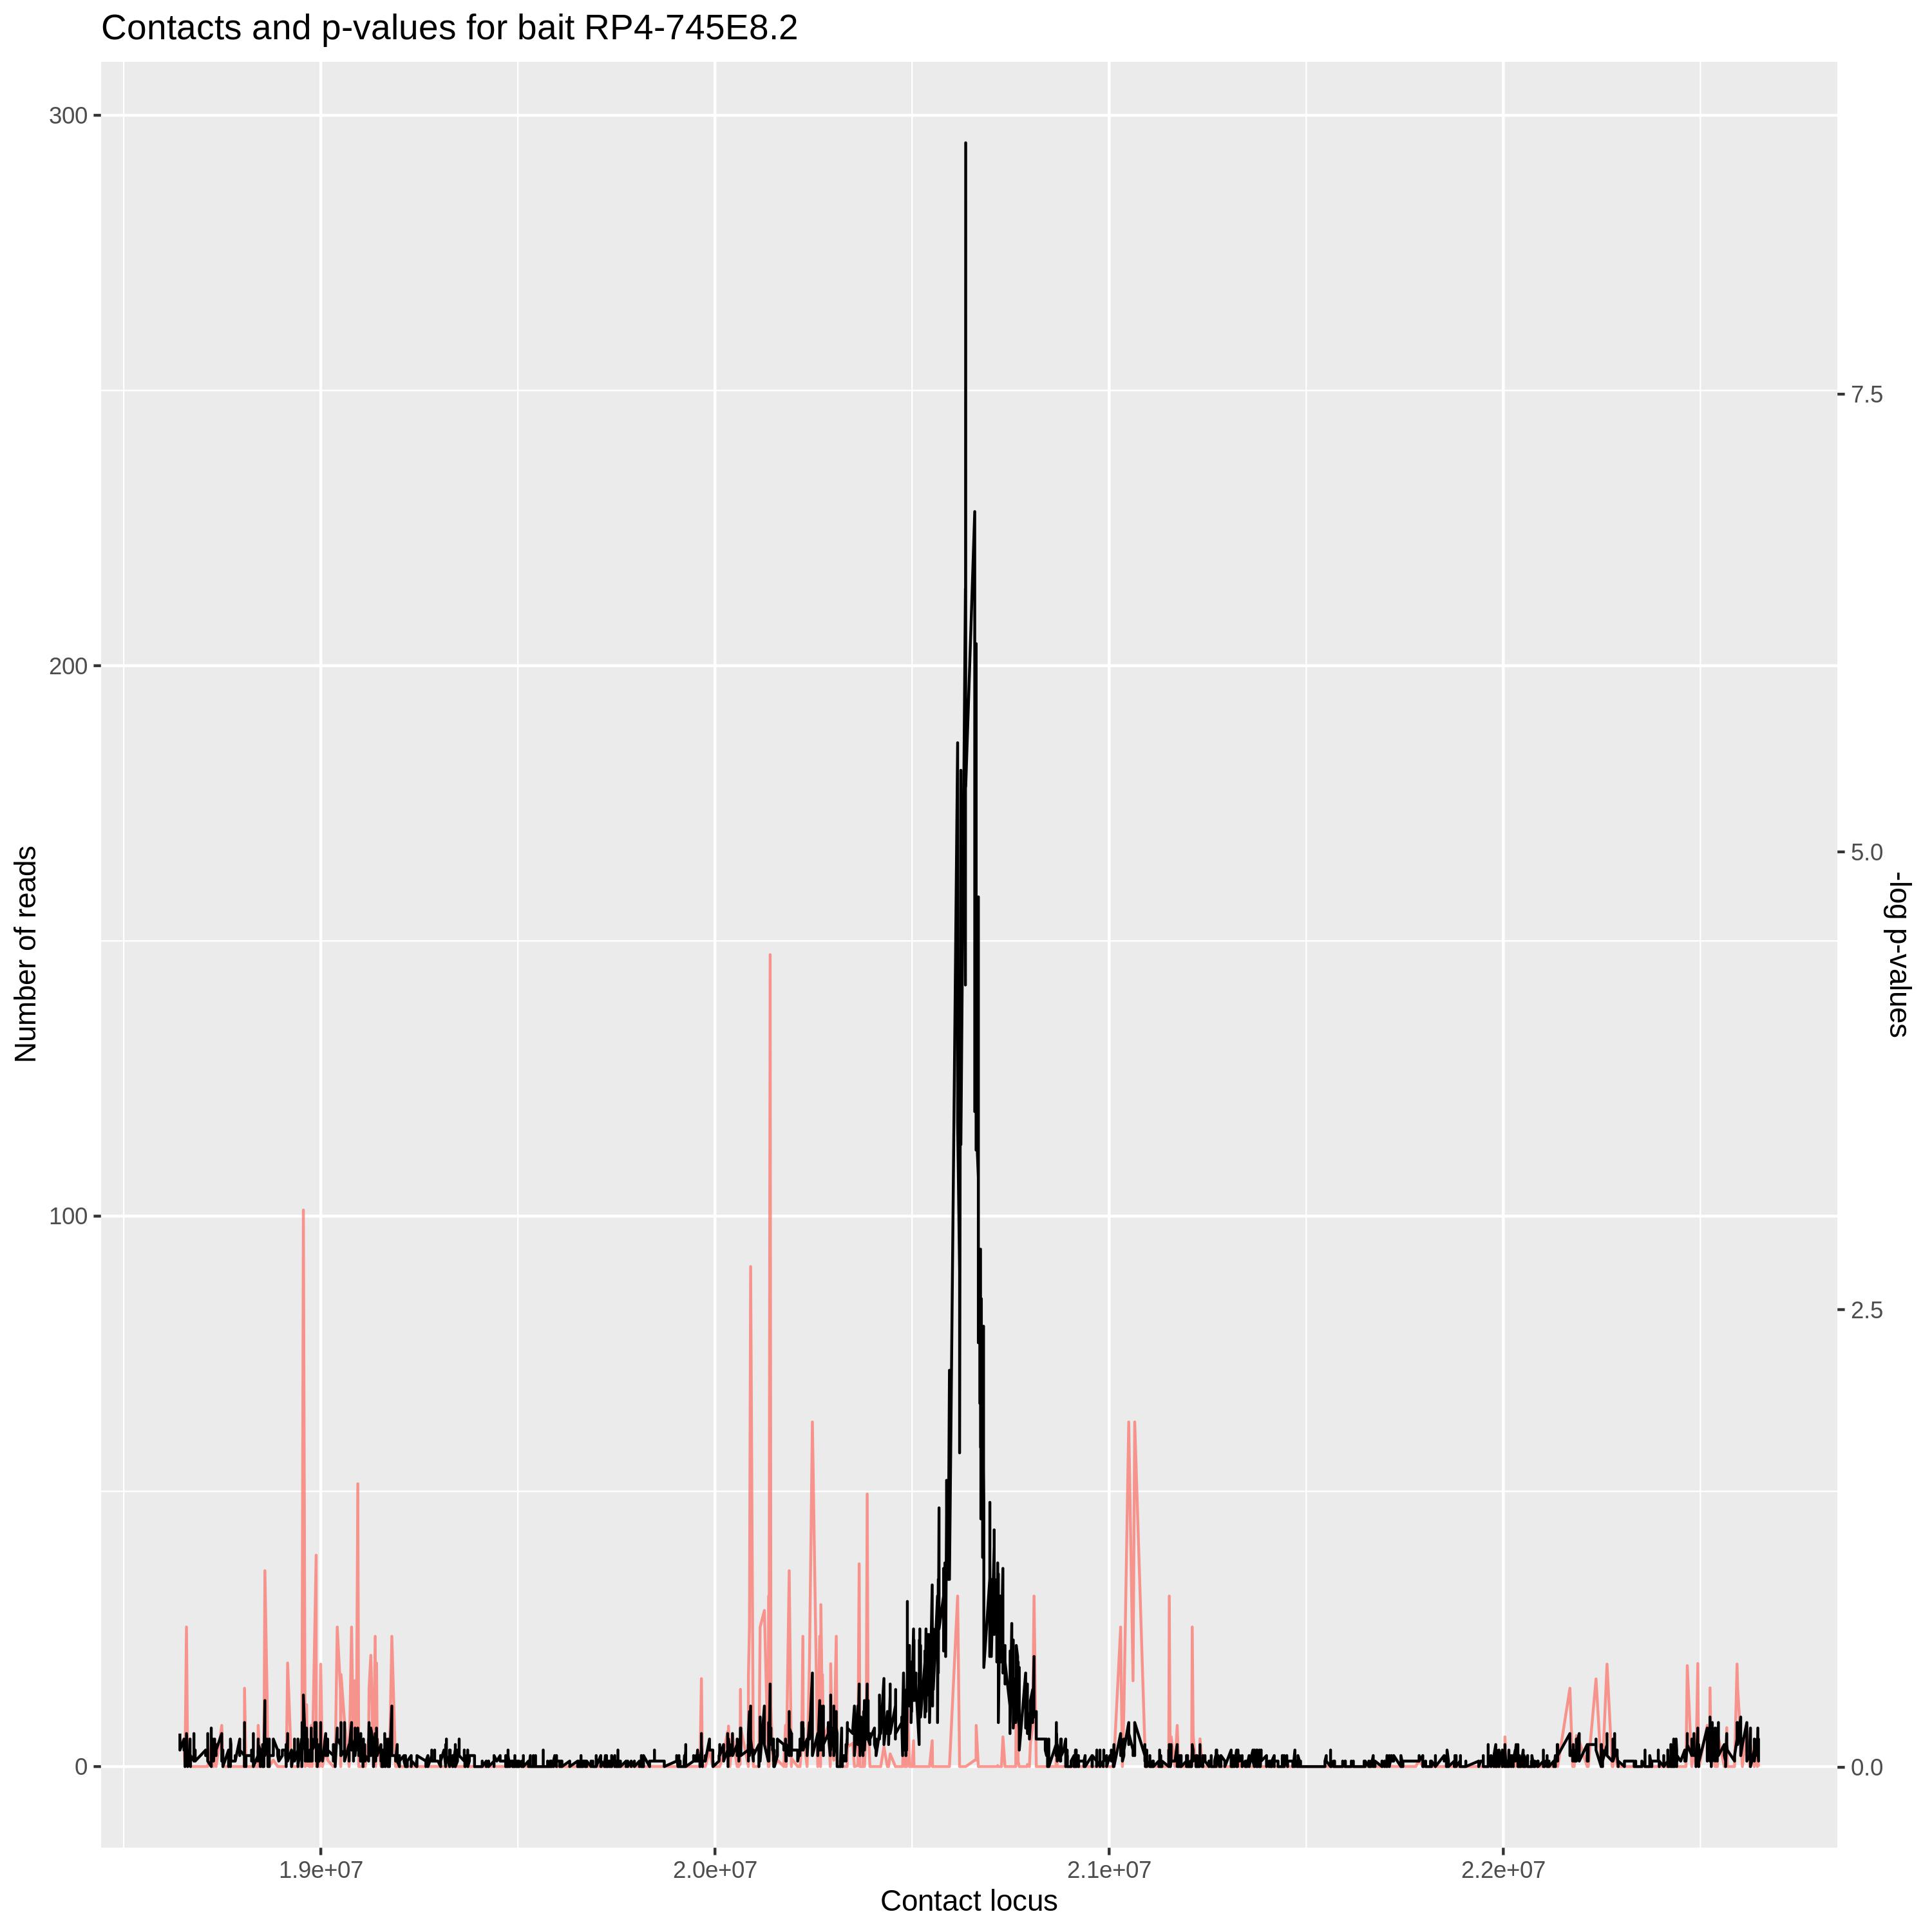 Contacts and p-values for bait RP4-745E8.2
300
200
100
0
Number of reads
7.5
5.0
2.5
0.0
-log p-values
1.9e+07
2.0e+07
2.1e+07
2.2e+07
Contact locus